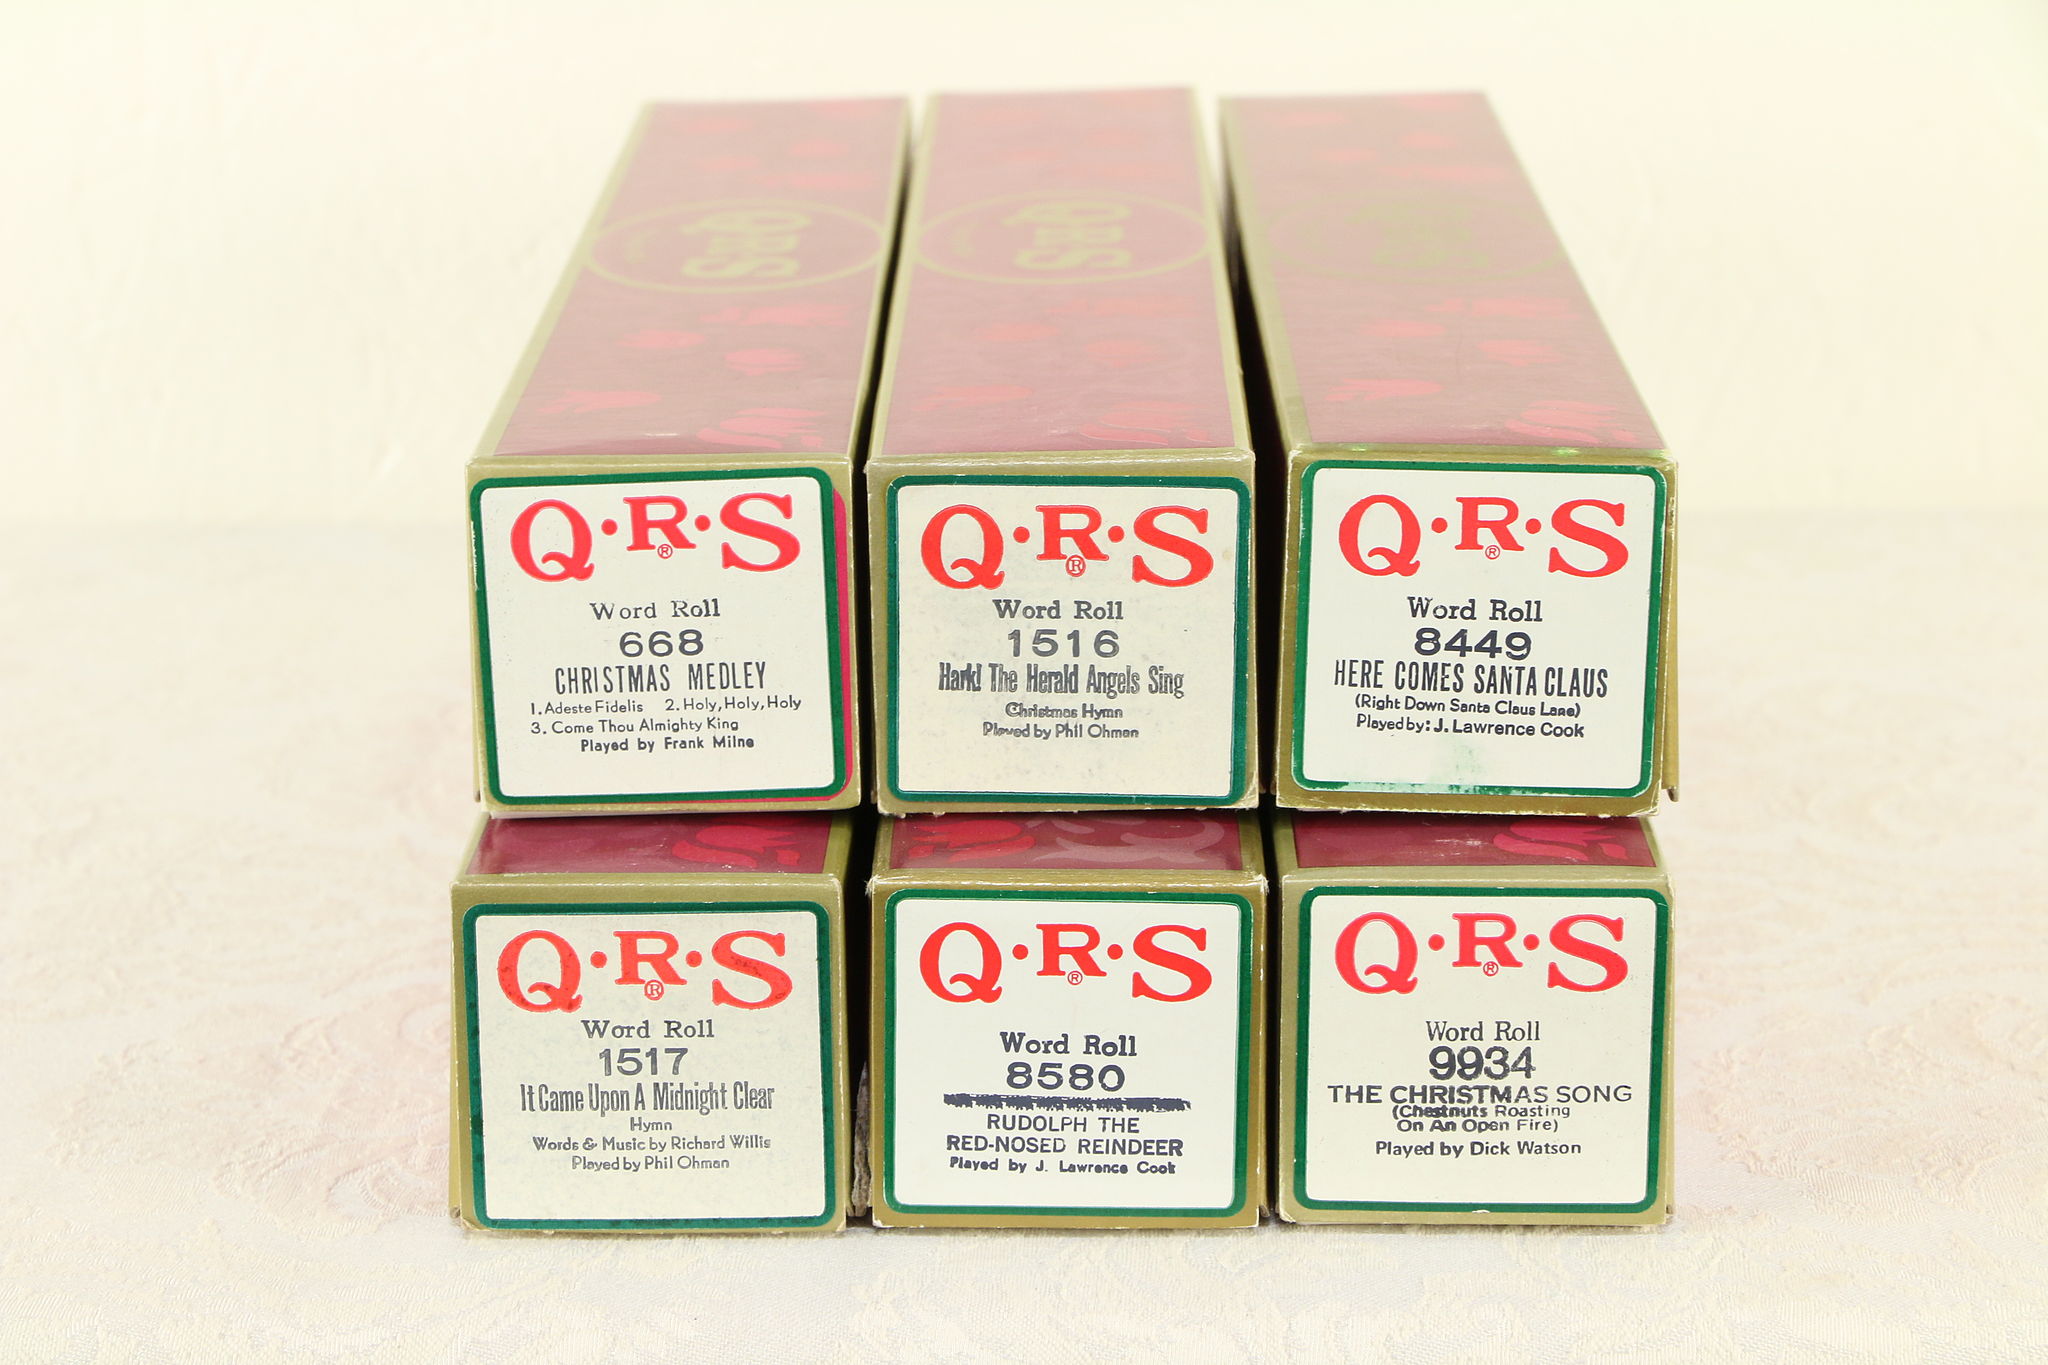 QRS
QRS
Q·R·S®
Word Roll
668
CHRISTMAS MEDLEY
1. Adeste Fidelis 2. Holy, Holy, Holy
3. Come Thou Almighty King
Played by Frank Milne
Q·R·S®
Word Roll
1516
Hark! The Herald Angels Sing
Christmas Hymn
Played by Phil Ohman
Q·R·S®
Word Roll
8449
HERE COMES SANTA CLAUS
(Right Down Santa Claus Lane)
Played by: J. Lawrence Cook
Q·R·S®
Word Roll
1517
It Came Upon A Midnight Clear
Hymn
Words & Music by Richard Willis
Played by Phil Ohman
Q·R·S®
Word Roll
8580
RUDOLPH THE
RED-NOSED REINDEER
Played by J. Lawrence Cook
Q·R·S®
Word Roll
9934
THE CHRISTMAS SONG
(Chestnuts Roasting
On An Open Fire)
Played by Dick Watson